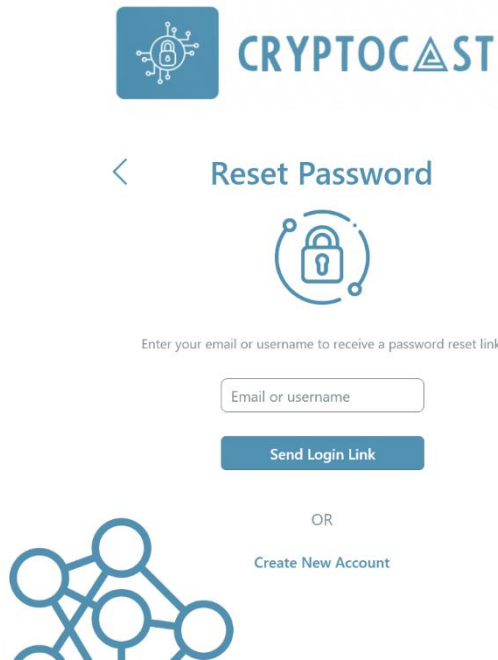 CRYPTOCAST
Reset Password
Enter your email or username to receive a password reset link
Email or username
Send Login Link
OR
Create New Account